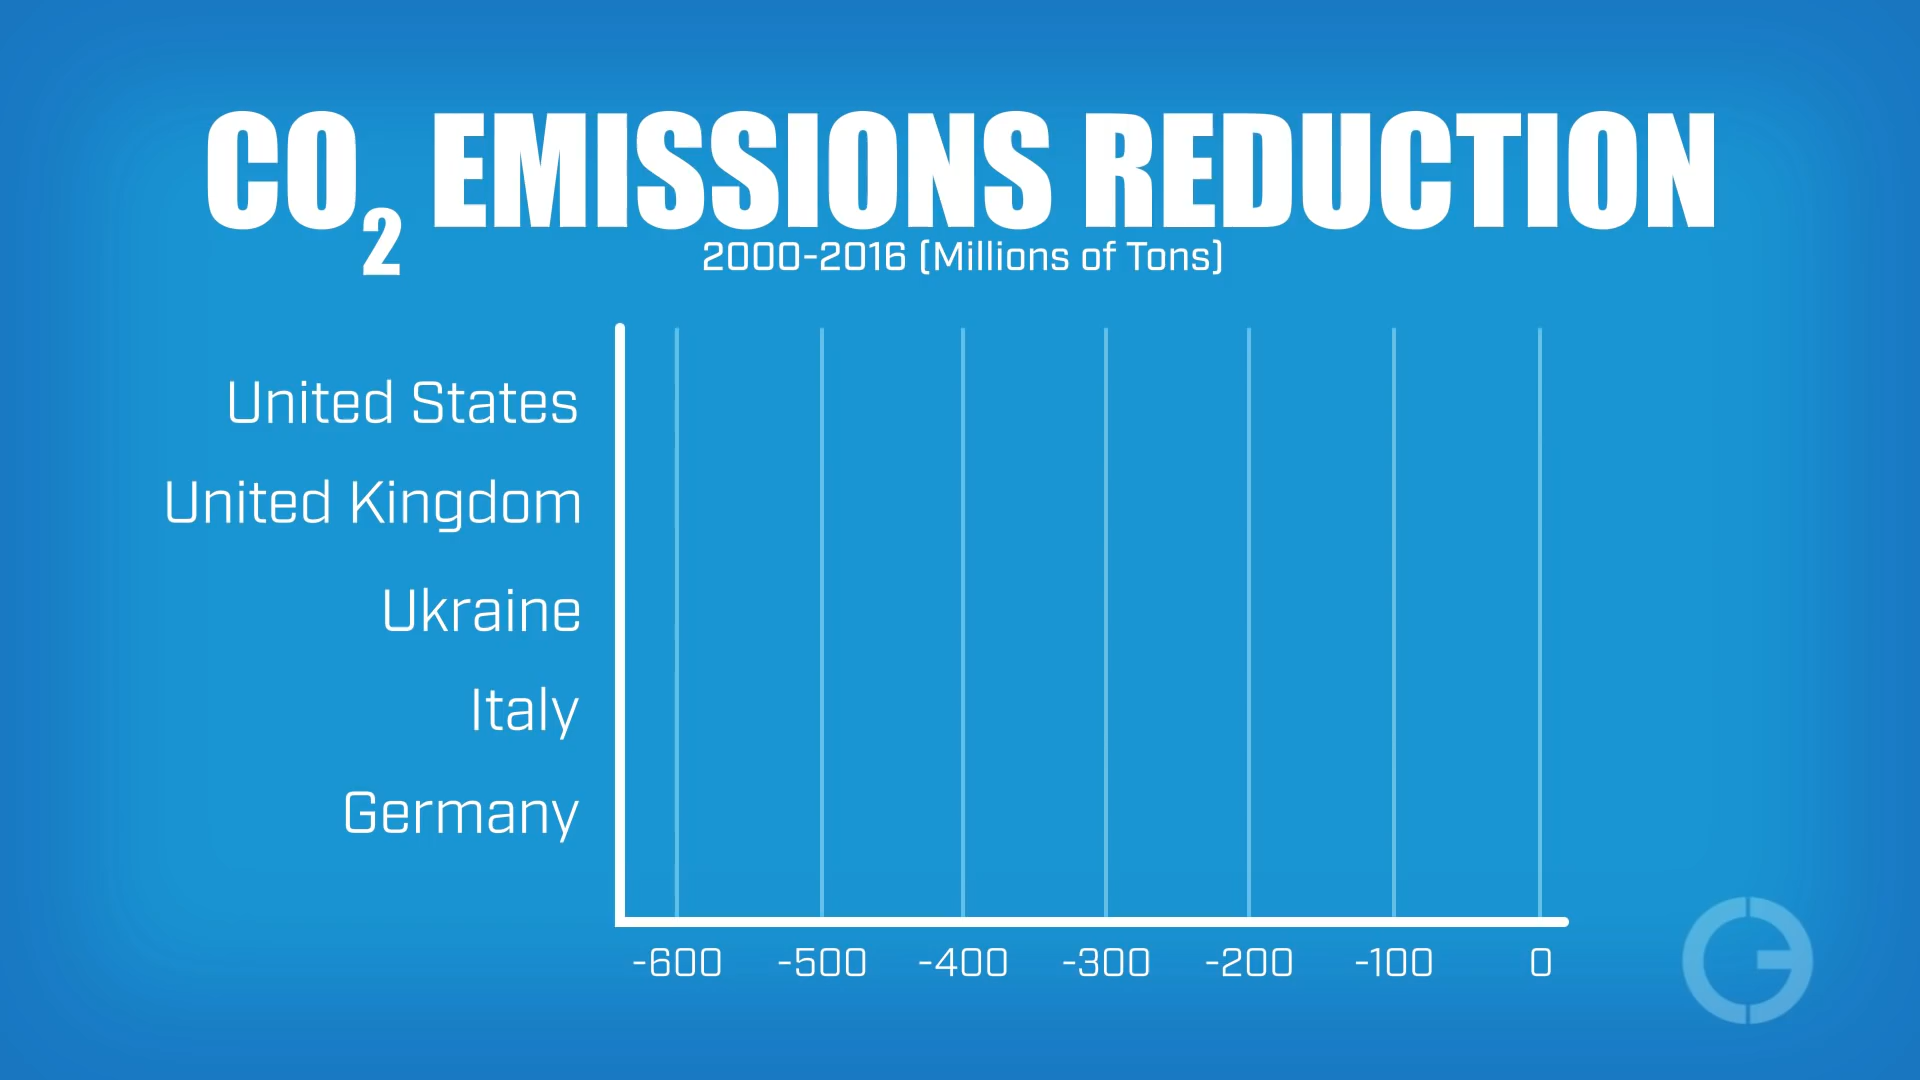 CO₂ EMISSIONS REDUCTION
2000-2016 (Millions of Tons)
United States
United Kingdom
Ukraine
Italy
Germany
-600 -500 -400 -300 -200 -100 0